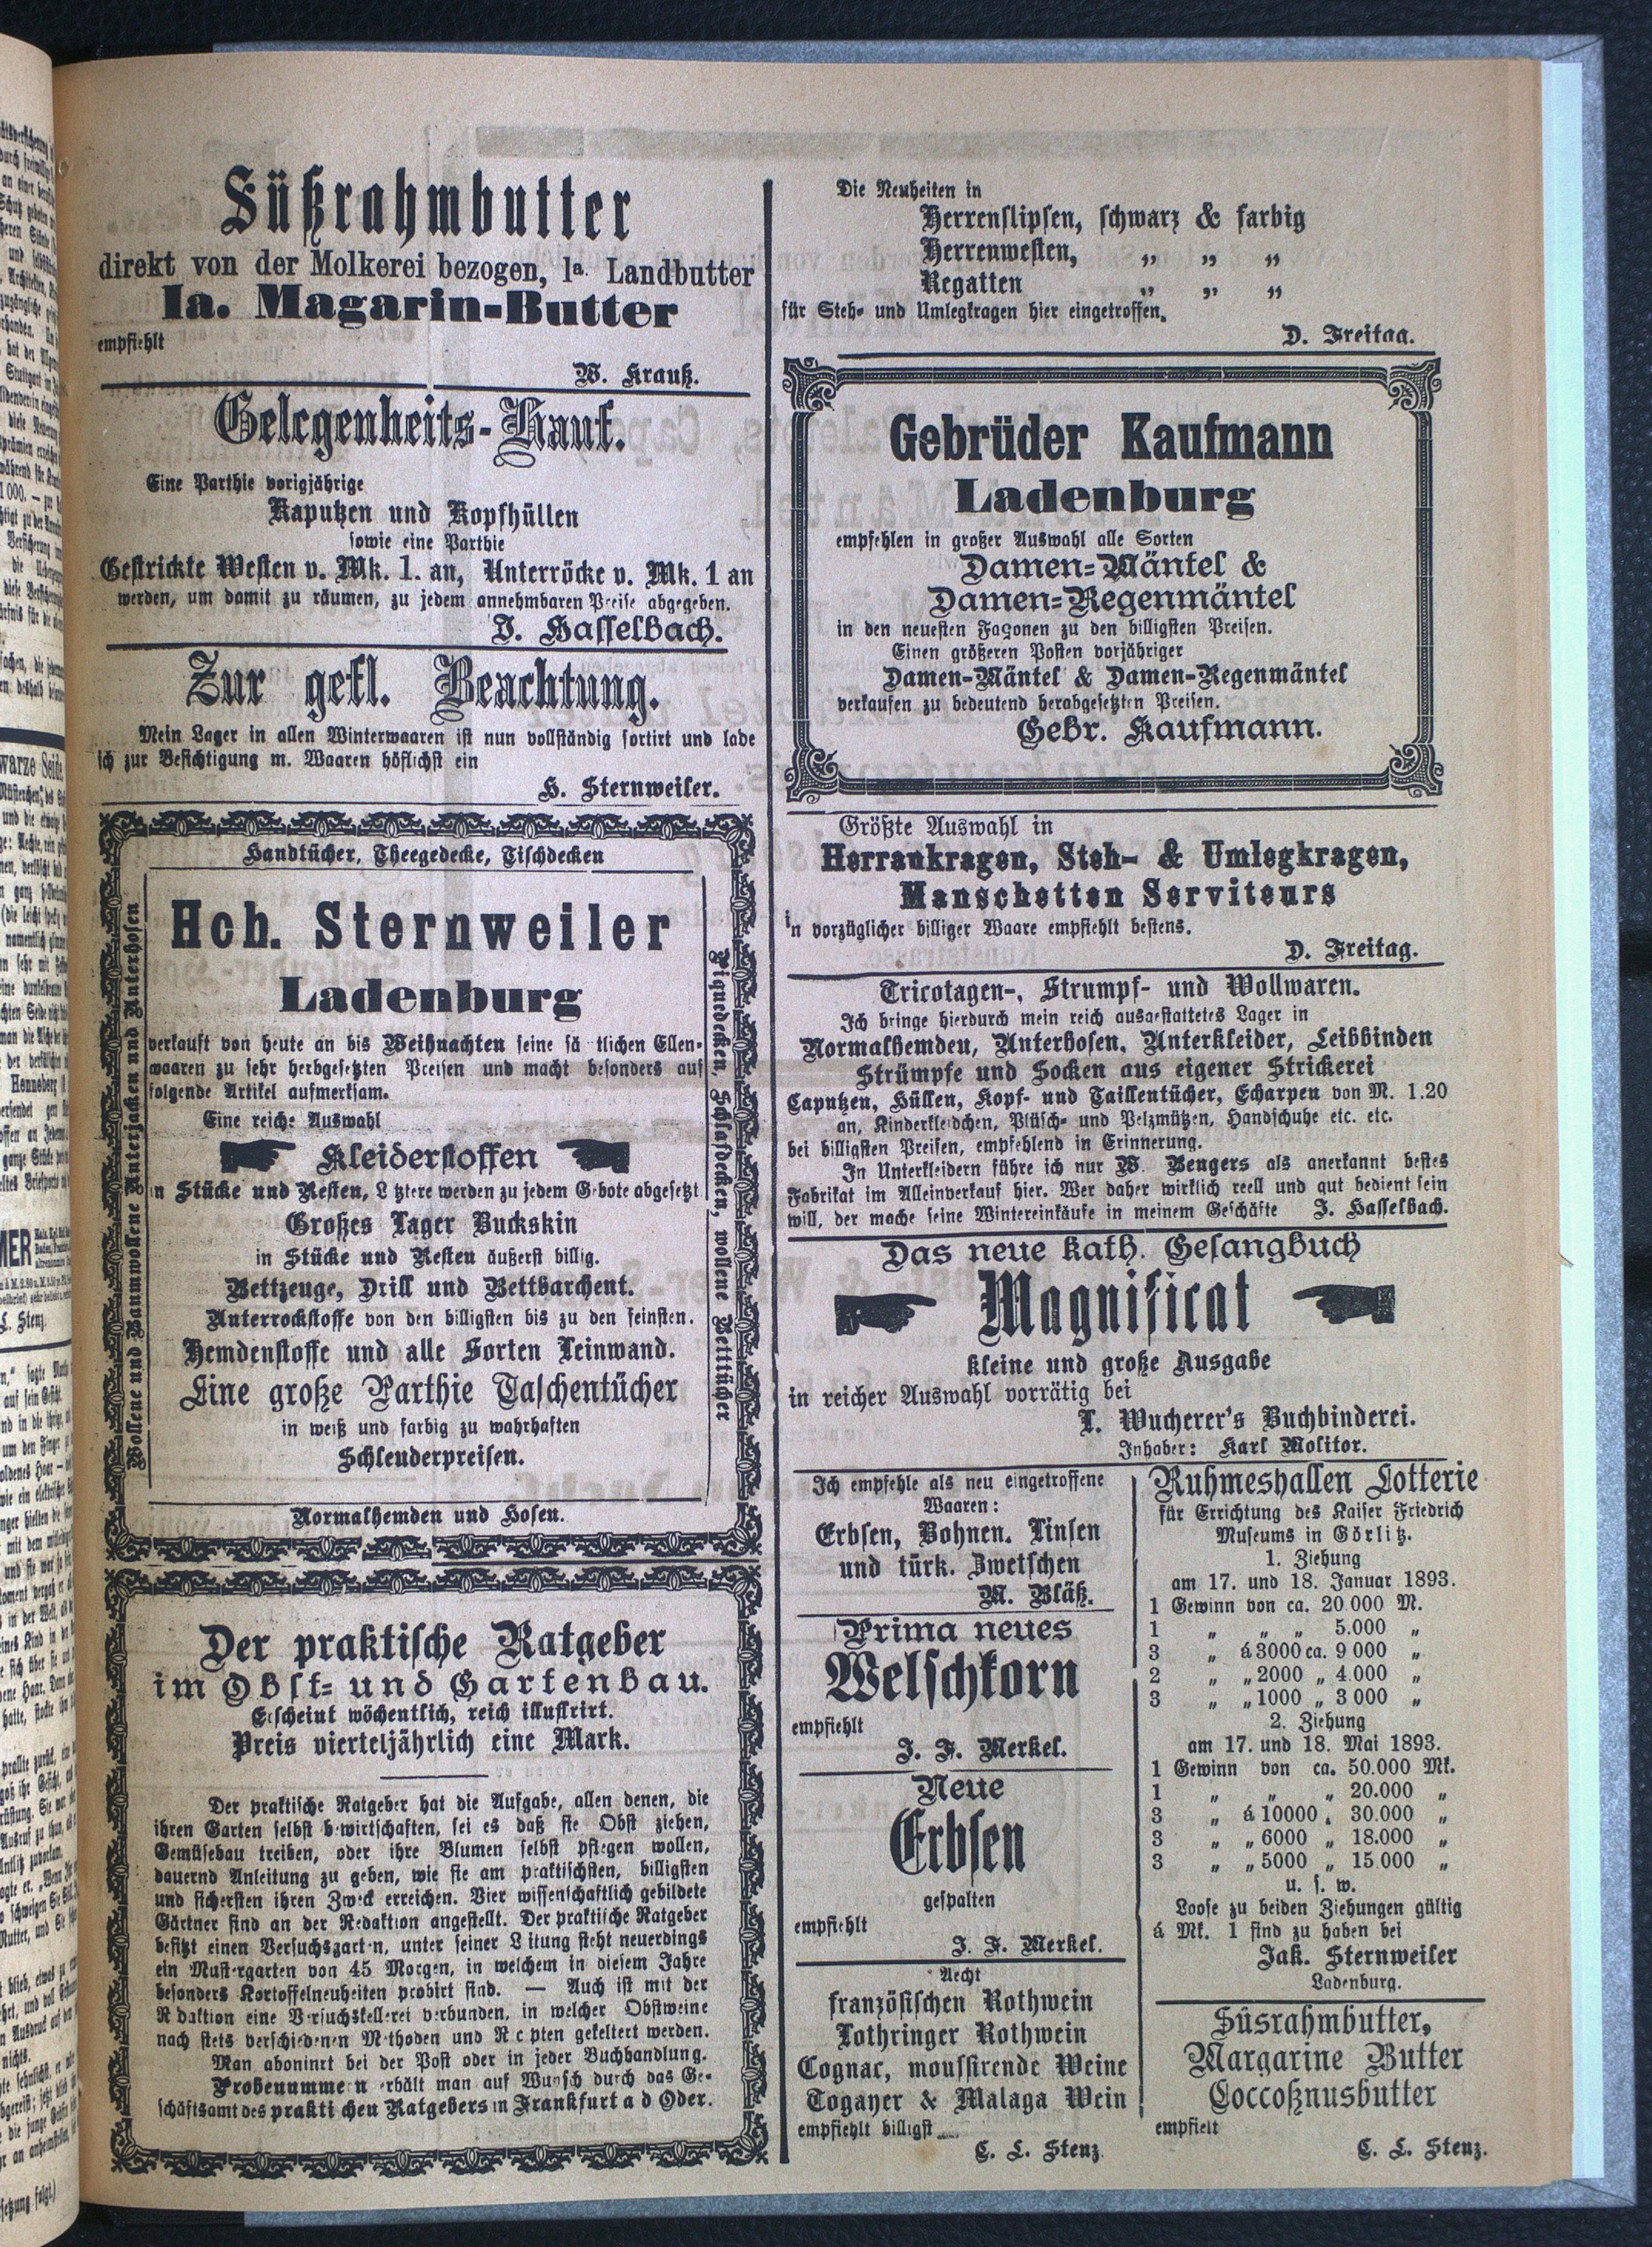 Süßrahmbutter
direkt von der Molkerei bezogen, 1a. Landbutter
Ia. Magarin-Butter
empfiehlt
W. Krauß.
Gelegenheits-Kauf.
Eine Parthie vorigjährige
Kaputzen und Kopfhüllen
sowie eine Parthie
Gestrickte Westen v. Mk. 1. an, Unterröcke v. Mk. 1 an
werden, um damit zu räumen, zu jedem annehmbaren Preise abgegeben.
J. Hasselbach.
Zur gefl. Beachtung.
Mein Lager in allen Winterwaaren ist nun vollständig sortirt und lade
ich zur Besichtigung m. Waaren höflichst ein
H. Sternweiler.
Handtücher, Theegedecke, Tischdecken
Wollene und Baumwollene Unterjacken und Unterhosen
Hch. Sternweiler
Ladenburg
verkauft von heute an bis Weihnachten seine sä tlichen Ellen-
waaren zu sehr herbgesetzten Preisen und macht besonders auf
folgende Artikel aufmerksam.
Eine reiche Auswahl
Kleiderstoffen
in Stücke und Resten, L tztere werden zu jedem Gebote abgesetzt
Großes Lager Buckskin
in Stücke und Resten äußerst billig.
Bettzeuge, Drill und Bettbarchent.
Unterrockstoffe von den billigsten bis zu den feinsten.
Hemdenstoffe und alle Sorten Leinwand.
Eine große Parthie Taschentücher
in weiß und farbig zu wahrhaften
Schleuderpreisen.
Piquedecken, Schlafdecken, wollene Betttücher
Normalhemden und Hosen.
Der praktische Ratgeber
im Obst- und Gartenbau.
Erscheint wöchentlich, reich illustrirt.
Preis vierteljährlich eine Mark.
Der praktische Ratgeber hat die Aufgabe, allen denen, die
ihren Garten selbst bewirtschaften, sei es daß sie Obst ziehen,
Gemüsebau treiben, oder ihre Blumen selbst pflegen wollen,
dauernd Anleitung zu geben, wie sie am praktischsten, billigsten
und sichersten ihren Zweck erreichen. Vier wissenschaftlich gebildete
Gärtner sind an der Redaktion angestellt. Der praktische Ratgeber
besitzt einen Versuchsgarten, unter seiner Leitung steht neuerdings
ein Mustergarten von 45 Morgen, in welchem in diesem Jahre
besonders Kortoffelneuheiten probirt sind. — Auch ist mit der
R daktion eine Versuchskellerei verbunden, in welcher Obstweine
nach stets verschiedenen Methoden und Rec pten gekeltert werden.
Man aboninrt bei der Post oder in jeder Buchhandlung.
Probenumme n erhält man auf Wunsch durch das Ge-
schäftsamt des prakti chen Ratgebers in Frankfurt a d Oder.
Die Neuheiten in
Herrenslipsen, schwarz & farbig
Herrenwesten, „ „ „
Regatten „ „ „
für Steh- und Umlegkragen hier eingetroffen.
D. Freitag.
Gebrüder Kaufmann
Ladenburg
empfehlen in großer Auswahl alle Sorten
Damen-Mäntel &
Damen-Regenmäntel
in den neuesten Façonen zu den billigsten Preisen.
Einen größeren Posten vorjähriger
Damen-Mäntel & Damen-Regenmäntel
verkaufen zu bedeutend herabgesetzten Preisen.
Gebr. Kaufmann.
Größte Auswahl in
Herrenkragen, Steh- & Umlegkragen,
Manschetten Serviteurs
in vorzüglicher billiger Waare empfiehlt bestens.
D. Freitag.
Tricotagen-, Strumpf- und Wollwaren.
Ich bringe hierdurch mein reich ausgestattetes Lager in
Normalhemden, Unterhosen, Unterkleider, Leibbinden
Strümpfe und Socken aus eigener Strickerei
Caputzen, Hüllen, Kopf- und Taillentücher, Echarpen von M. 1.20
an, Kinderkleidchen, Plüsch- und Pelzmützen, Handschuhe etc. etc.
bei billigsten Preisen, empfehlend in Erinnerung.
In Unterkleidern führe ich nur W. Bengers als anerkannt bestes
Fabrikat im Alleinverkauf hier. Wer daher wirklich reell und gut bedient sein
will, der mache seine Wintereinkäufe in meinem Geschäfte J. Hasselbach.
Das neue kath. Gesangbuch
Magnificat
kleine und große Ausgabe
in reicher Auswahl vorrätig bei
L. Wucherer's Buchbinderei.
Inhaber: Karl Molitor.
Ich empfehle als neu eingetroffene
Waaren:
Erbsen, Bohnen. Linsen
und türk. Zwetschen
M. Bläß.
Prima neues
Welschkorn
empfiehlt
J. F. Merkel.
Neue
Erbsen
gespalten
empfiehlt
J. F. Merkel.
Aecht
französischen Rothwein
Lothringer Rothwein
Cognac, moussirende Weine
Togayer & Malaga Wein
empfiehlt billigst
C. L. Stenz.
Ruhmeshallen Lotterie
für Errichtung des Kaiser Friedrich
Museums in Görlitz.
1. Ziehung
am 17. und 18. Januar 1893.
1 Gewinn von ca. 20 000 M.
1 „ „ „ 5.000 „
3 „ á 3000 ca. 9 000 „
2 „ „ 2000 „ 4.000 „
3 „ „ 1000 „ 3 000 „
2. Ziehung
am 17. und 18. Mai 1893.
1 Gewinn von ca. 50.000 Mk.
1 „ „ „ 20.000 „
3 „ á 10000 „ 30.000 „
3 „ „ 6000 „ 18.000 „
3 „ „ 5000 „ 15.000 „
u. s. w.
Loose zu beiden Ziehungen gültig
á Mk. 1 sind zu haben bei
Jak. Sternweiler
Ladenburg.
Süsrahmbutter,
Margarine Butter
Coccoßnusbutter
empfielt
C. L. Stenz.